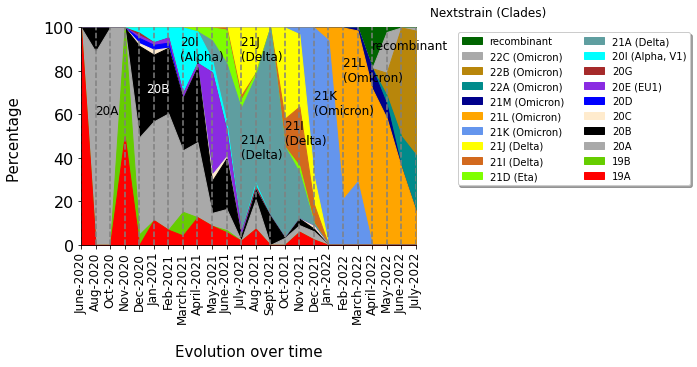 Nextstrain (Clades)
recombinant
22C (Omicron)
22B (Omicron)
22A (Omicron)
21M (Omicron)
21L (Omicron)
21K (Omicron)
21J (Delta)
21I (Delta)
21D (Eta)
21A (Delta)
20I (Alpha, V1)
20G
20E (EU1)
20D
20C
20B
20A
19B
19A
Percentage
100
80
60
40
20
0
20A
20B
20I
(Alpha)
21J
(Delta)
21A
(Delta)
21I
(Delta)
21K
(Omicron)
21L
(Omicron)
recombinant
June-2020
Aug-2020
Oct-2020
Nov-2020
Dec-2020
Jan-2021
Feb-2021
March-2021
April-2021
May-2021
June-2021
July-2021
Aug-2021
Sept-2021
Oct-2021
Nov-2021
Dec-2021
Jan-2022
Feb-2022
March-2022
April-2022
May-2022
June-2022
July-2022
Evolution over time